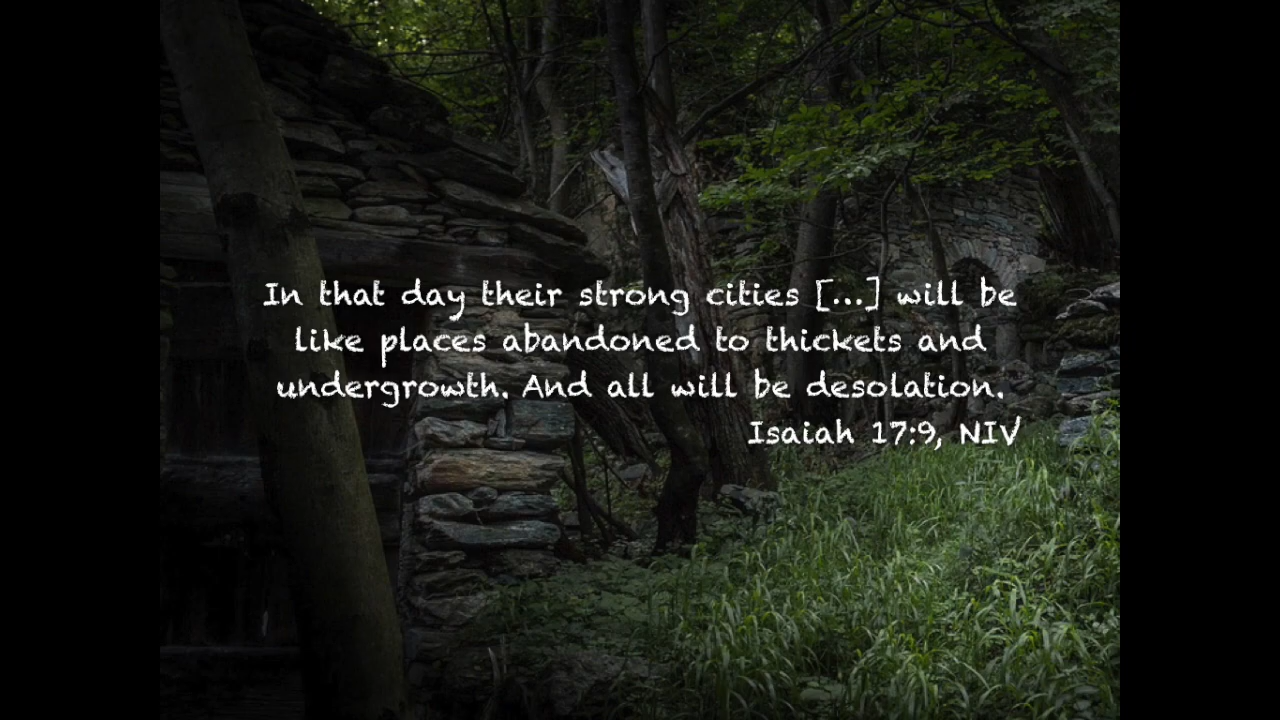 In that day their strong cities [...] will be
like places abandoned to thickets and
undergrowth. And all will be desolation.
Isaiah 17:9, NIV